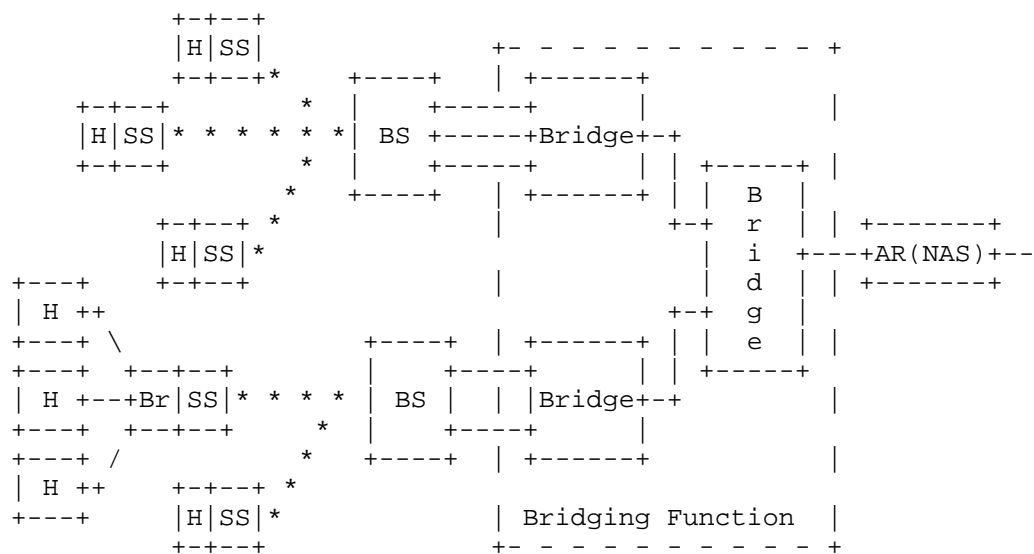 H SS
H SS BS Bridge
B
H SS r
i AR(NAS)
d
H g
e
H Br SS BS Bridge
H
H SS Bridging Function